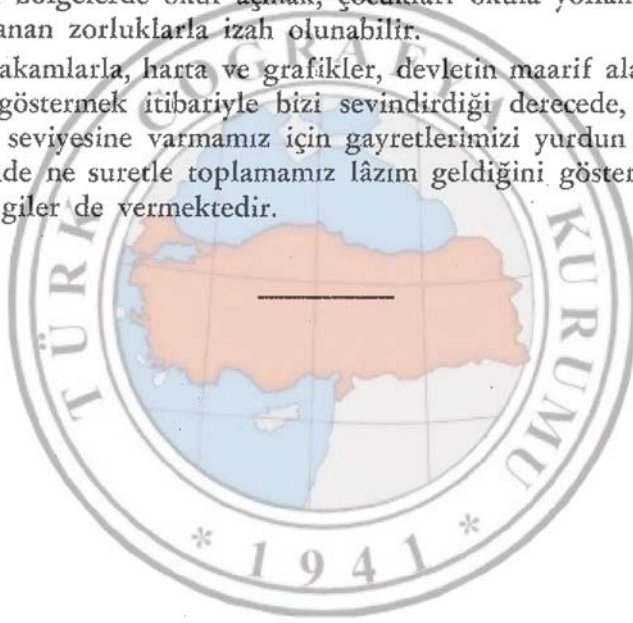 bölgelerde okul açmak, çocukları okula
anan zorluklarla izah olunabilir.
akamlarla, harta ve grafikler, devletin maarif ala
göstermek itibariyle bizi sevindirdiği derecede,
seviyesine varmamız için gayretlerimizi yurdun
de ne suretle toplamamız lâzım geldiğini göster
giler de vermektedir.
TÜRK COĞRAFYA KURUMU
* 1941 *